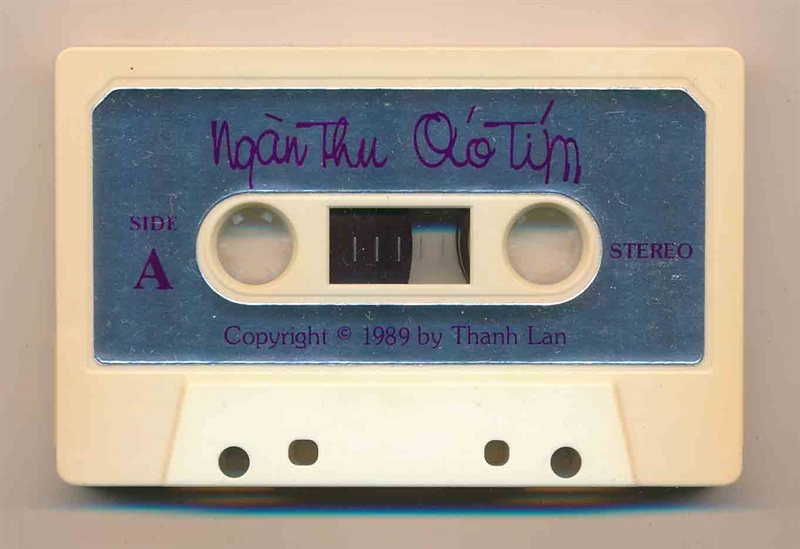 Ngàn Thu Áo Tím
SIDE
A
STEREO
Copyright © 1989 by Thanh Lan